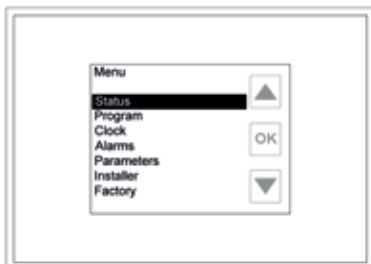 Menu
Status
Program
Clock
OK
Alarms
Parameters
Installer
Factory